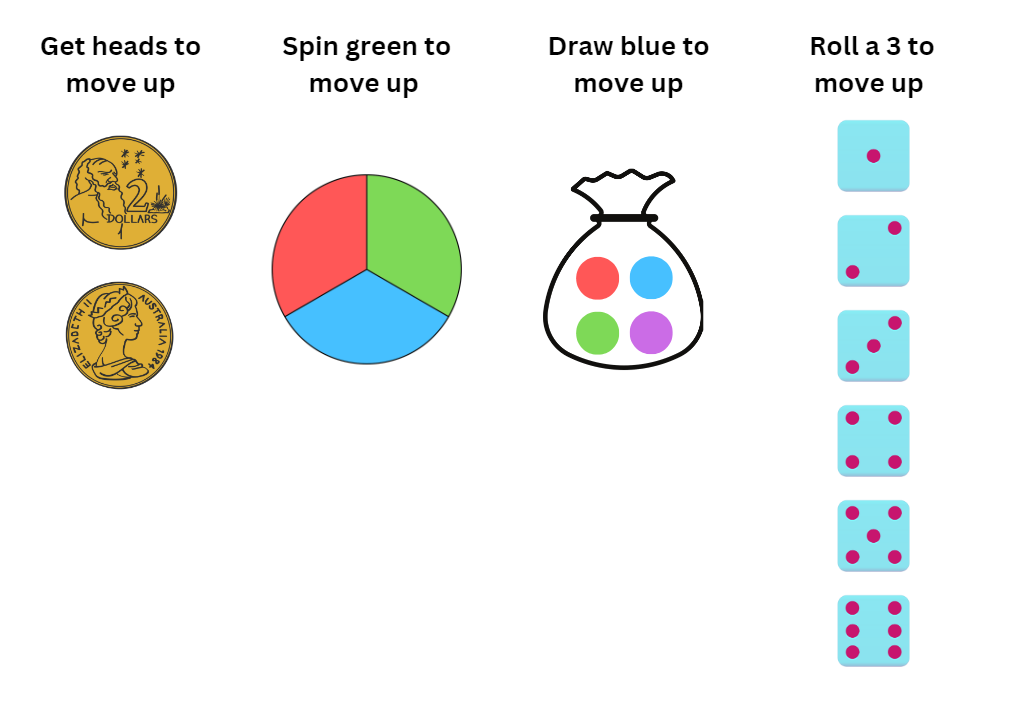 Get heads to
move up
Spin green to
move up
Draw blue to
move up
Roll a 3 to
move up
2
DOLLARS
ELIZABETH II
AUSTRALIA 1984